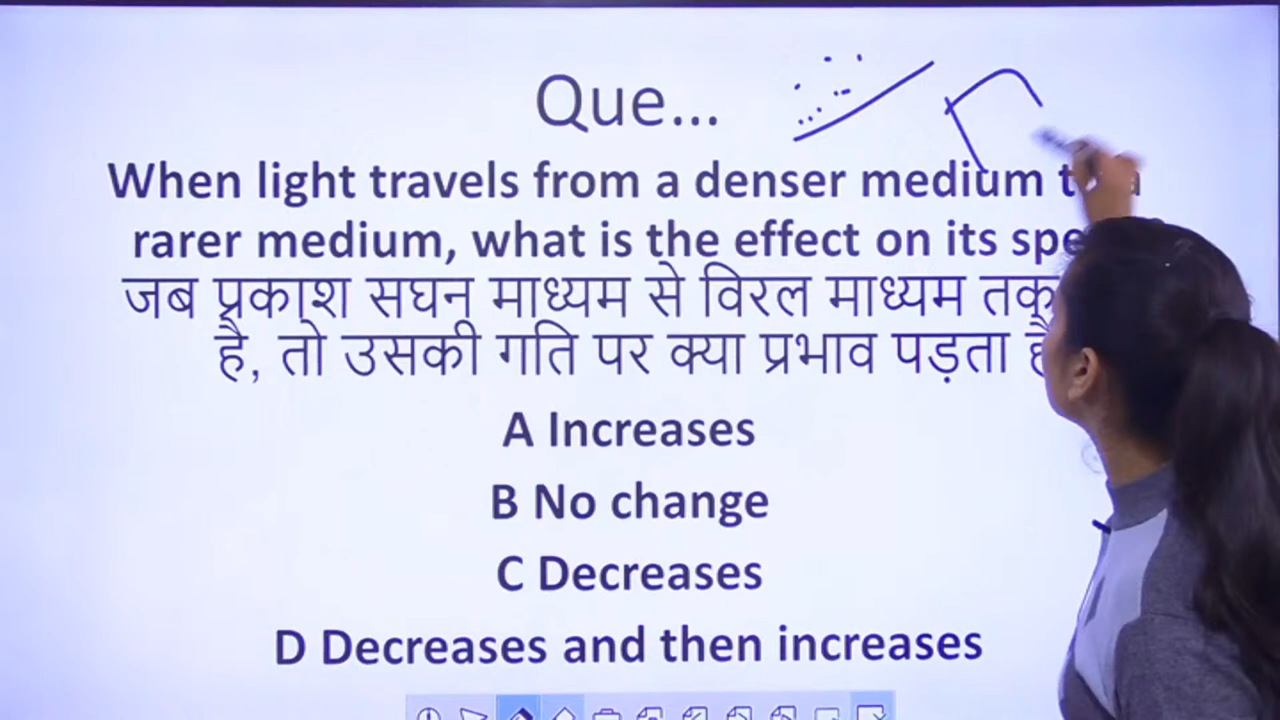 Que...
When light travels from a denser medium
rarer medium, what is the effect on its
जब प्रकाश सघन माध्यम से विरल माध्यम तक
है, तो उसकी गति पर क्या प्रभाव पड़ता है
A Increases
B No change
C Decreases
D Decreases and then increases